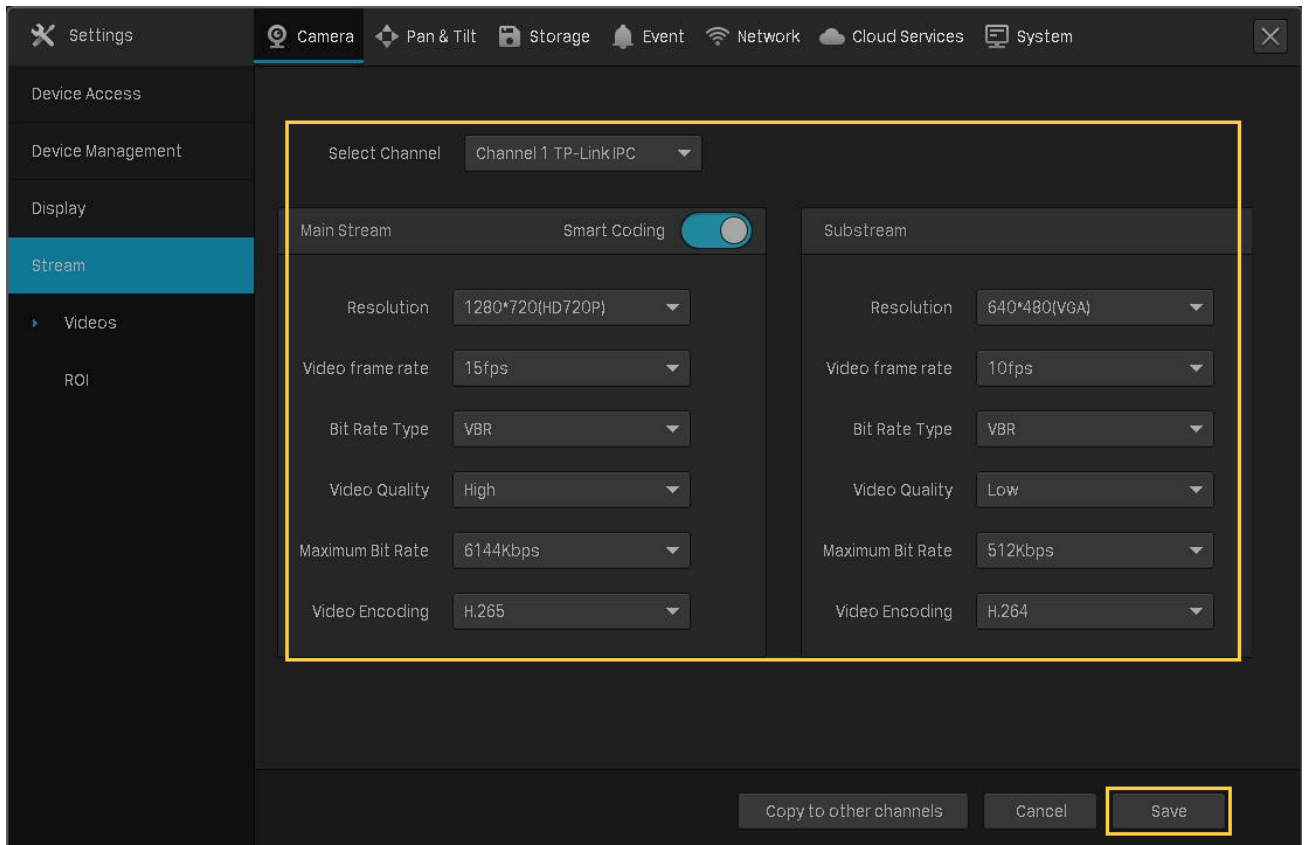 Settings
Camera Pan & Tilt Storage Event Network Cloud Services System
Device Access
Device Management
Display
Stream
Videos
ROI
Select Channel Channel 1 TP-Link IPC
Main Stream Smart Coding
Resolution 1280*720(HD720P)
Video frame rate 15fps
Bit Rate Type VBR
Video Quality High
Maximum Bit Rate 6144Kbps
Video Encoding H.265
Substream
Resolution 640*480(VGA)
Video frame rate 10fps
Bit Rate Type VBR
Video Quality Low
Maximum Bit Rate 512Kbps
Video Encoding H.264
Copy to other channels Cancel Save